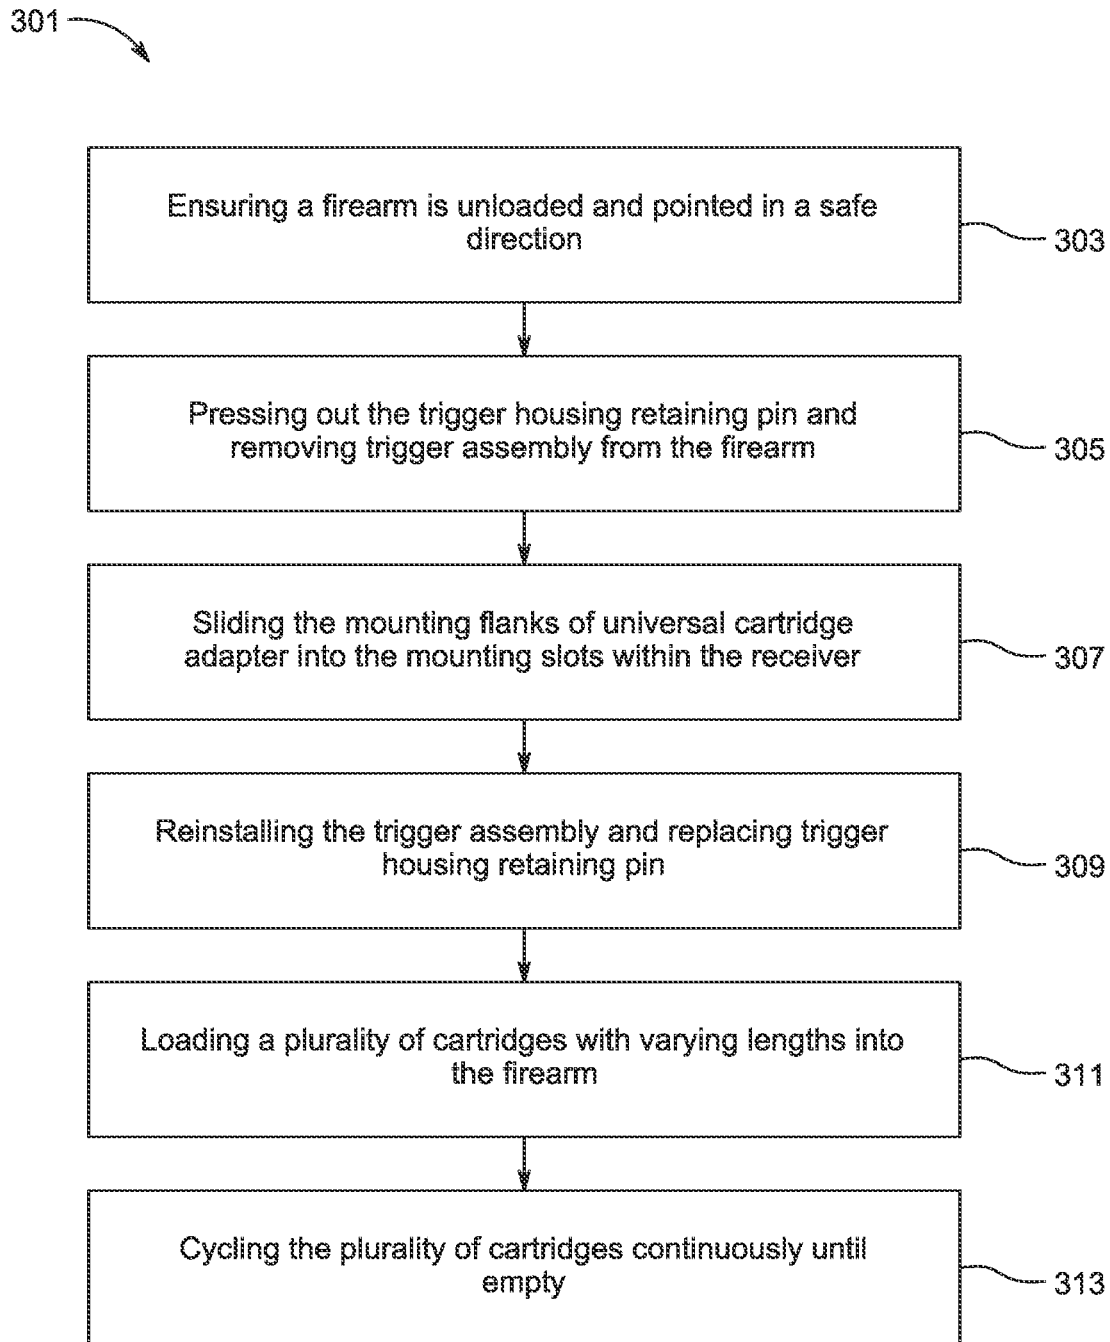 301
Ensuring a firearm is unloaded and pointed in a safe
direction
303
Pressing out the trigger housing retaining pin and
removing trigger assembly from the firearm
305
Sliding the mounting flanks of universal cartridge
adapter into the mounting slots within the receiver
307
Reinstalling the trigger assembly and replacing trigger
housing retaining pin
309
Loading a plurality of cartridges with varying lengths into
the firearm
311
Cycling the plurality of cartridges continuously until
empty
313